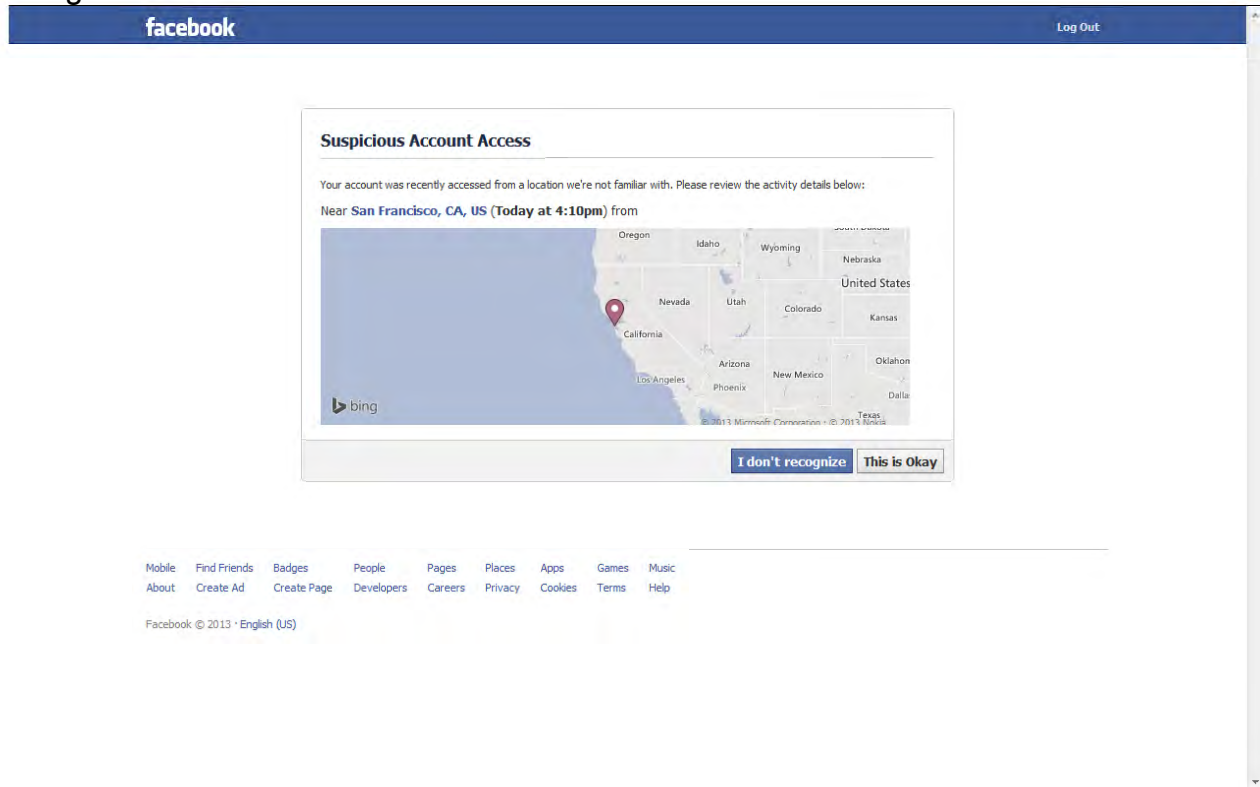 facebook
Log Out
Suspicious Account Access
Your account was recently accessed from a location we're not familiar with. Please review the activity details below:
Near San Francisco, CA, US (Today at 4:10pm) from
Oregon
Idaho
Wyoming
Nebraska
United States
Nevada
Utah
Colorado
Kansas
California
Arizona
Oklahon
Los Angeles
New Mexico
Phoenix
Dalla
bing
Texas
© 2013 Microsoft Corporation · © 2013 Nokia
I don't recognize
This is Okay
Mobile Find Friends Badges People Pages Places Apps Games Music
About Create Ad Create Page Developers Careers Privacy Cookies Terms Help
Facebook © 2013 · English (US)